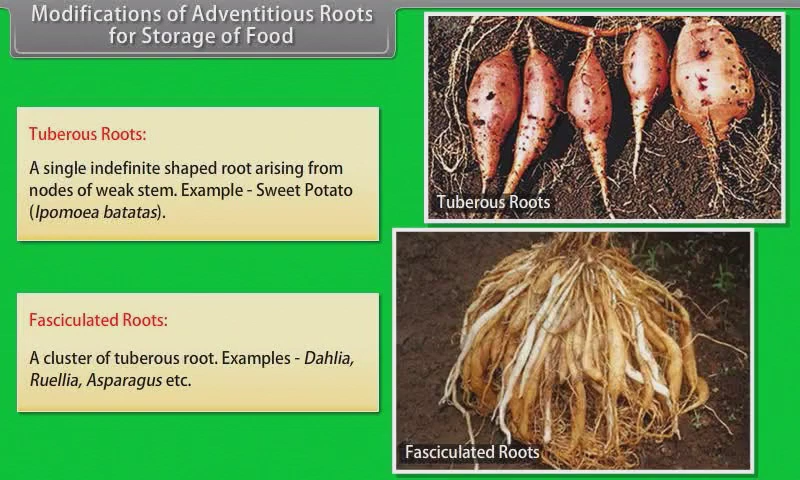 Modifications of Adventitious Roots
for Storage of Food
Tuberous Roots:
A single indefinite shaped root arising from
nodes of weak stem. Example - Sweet Potato
(Ipomoea batatas).
Tuberous Roots
Fasciculated Roots:
A cluster of tuberous root. Examples - Dahlia,
Ruellia, Asparagus etc.
Fasciculated Roots